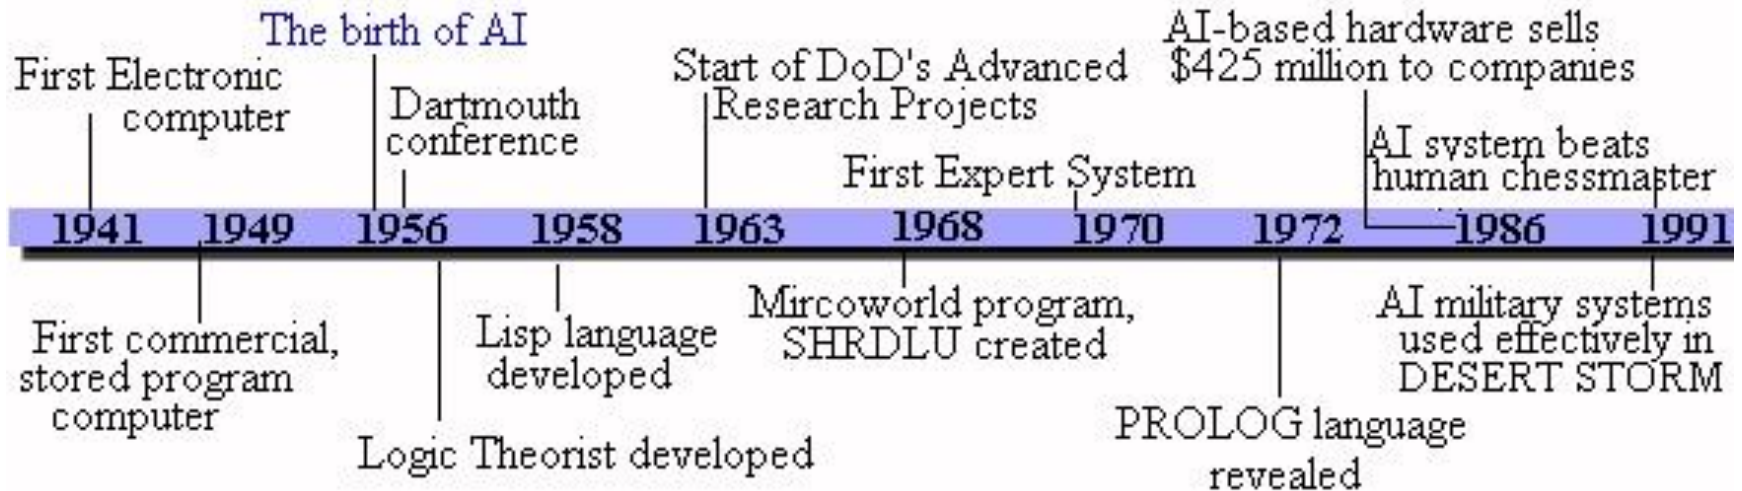 The birth of AI
First Electronic
computer
Dartmouth
conference
Start of DoD's Advanced
Research Projects
First Expert System
AI-based hardware sells
$425 million to companies
AI system beats
human chessmaster
1941 1949 1956 1958 1963 1968 1970 1972 1986 1991
First commercial,
stored program
computer
Logic Theorist developed
Lisp language
developed
Mircoworld program,
SHRDLU created
PROLOG language
revealed
AI military systems
used effectively in
DESERT STORM